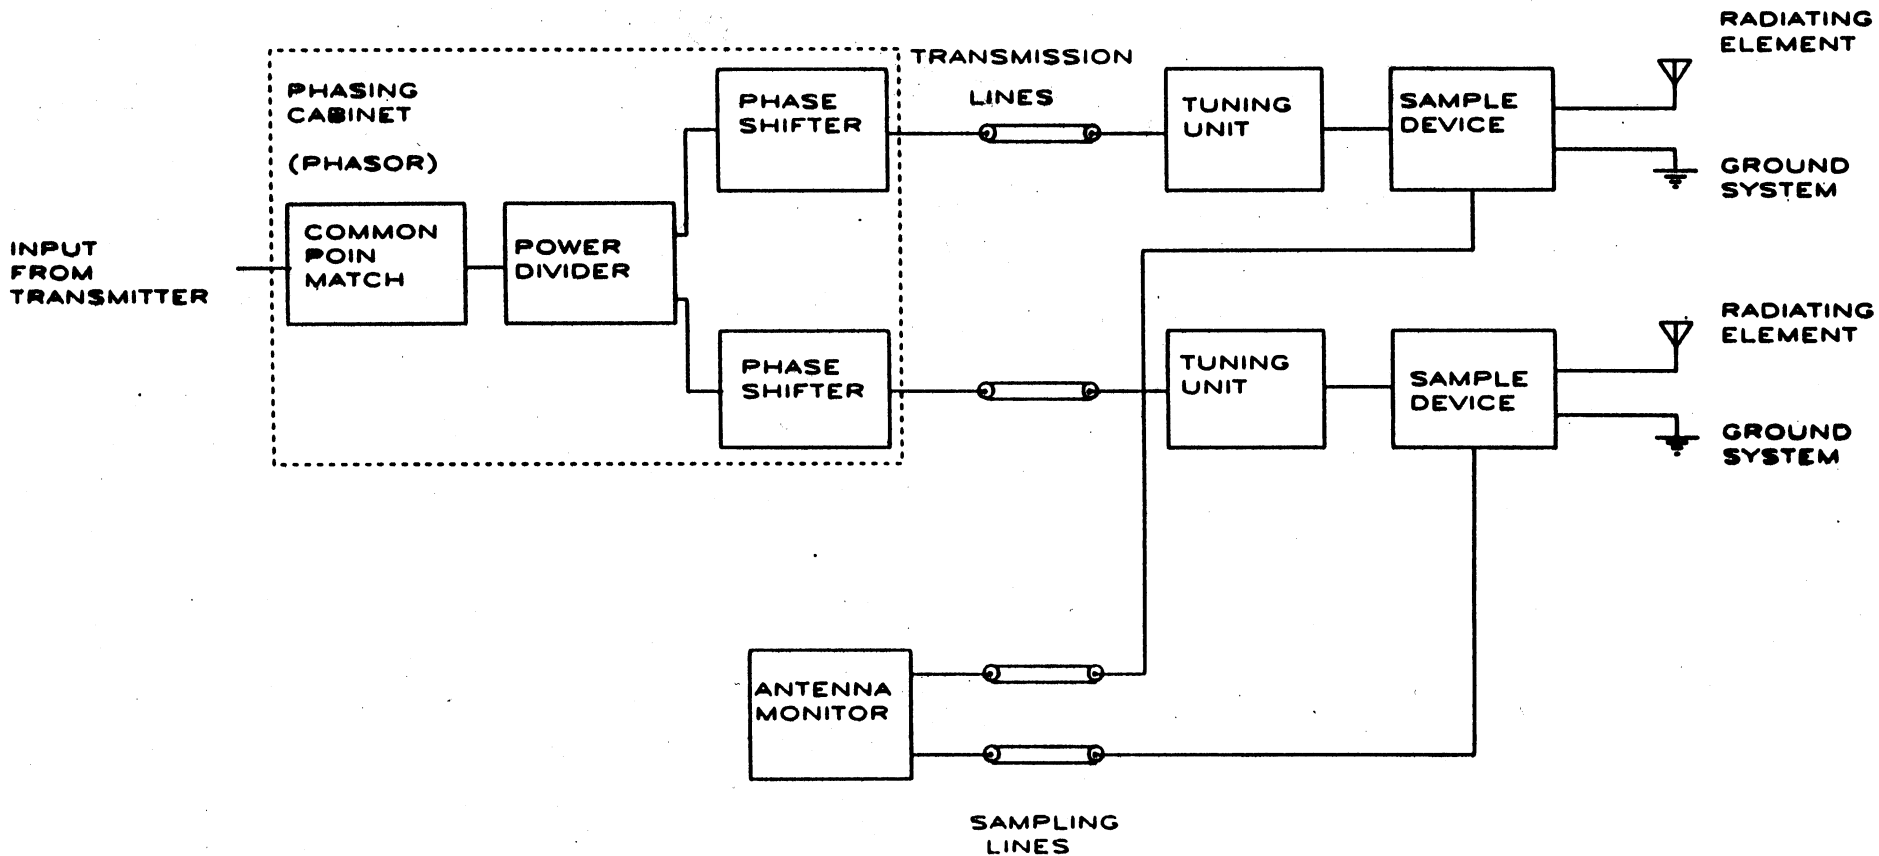 RADIATING
ELEMENT
TRANSMISSION
LINES
PHASING
CABINET
(PHASOR)
PHASE
SHIFTER
TUNING
UNIT
SAMPLE
DEVICE
GROUND
SYSTEM
INPUT
FROM
TRANSMITTER
COMMON
POIN
MATCH
POWER
DIVIDER
RADIATING
ELEMENT
PHASE
SHIFTER
TUNING
UNIT
SAMPLE
DEVICE
GROUND
SYSTEM
ANTENNA
MONITOR
SAMPLING
LINES